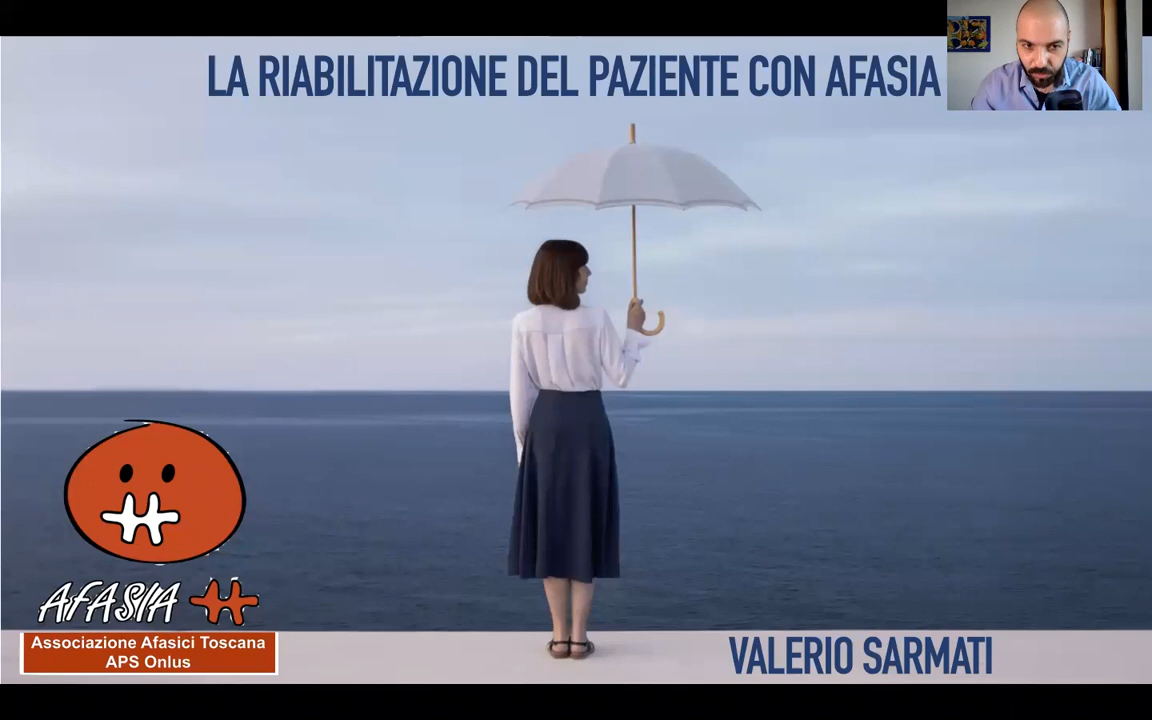 LA RIABILITAZIONE DEL PAZIENTE CON AFASIA
AFASIA
Associazione Afasici Toscana
APS Onlus
VALERIO SARMATI